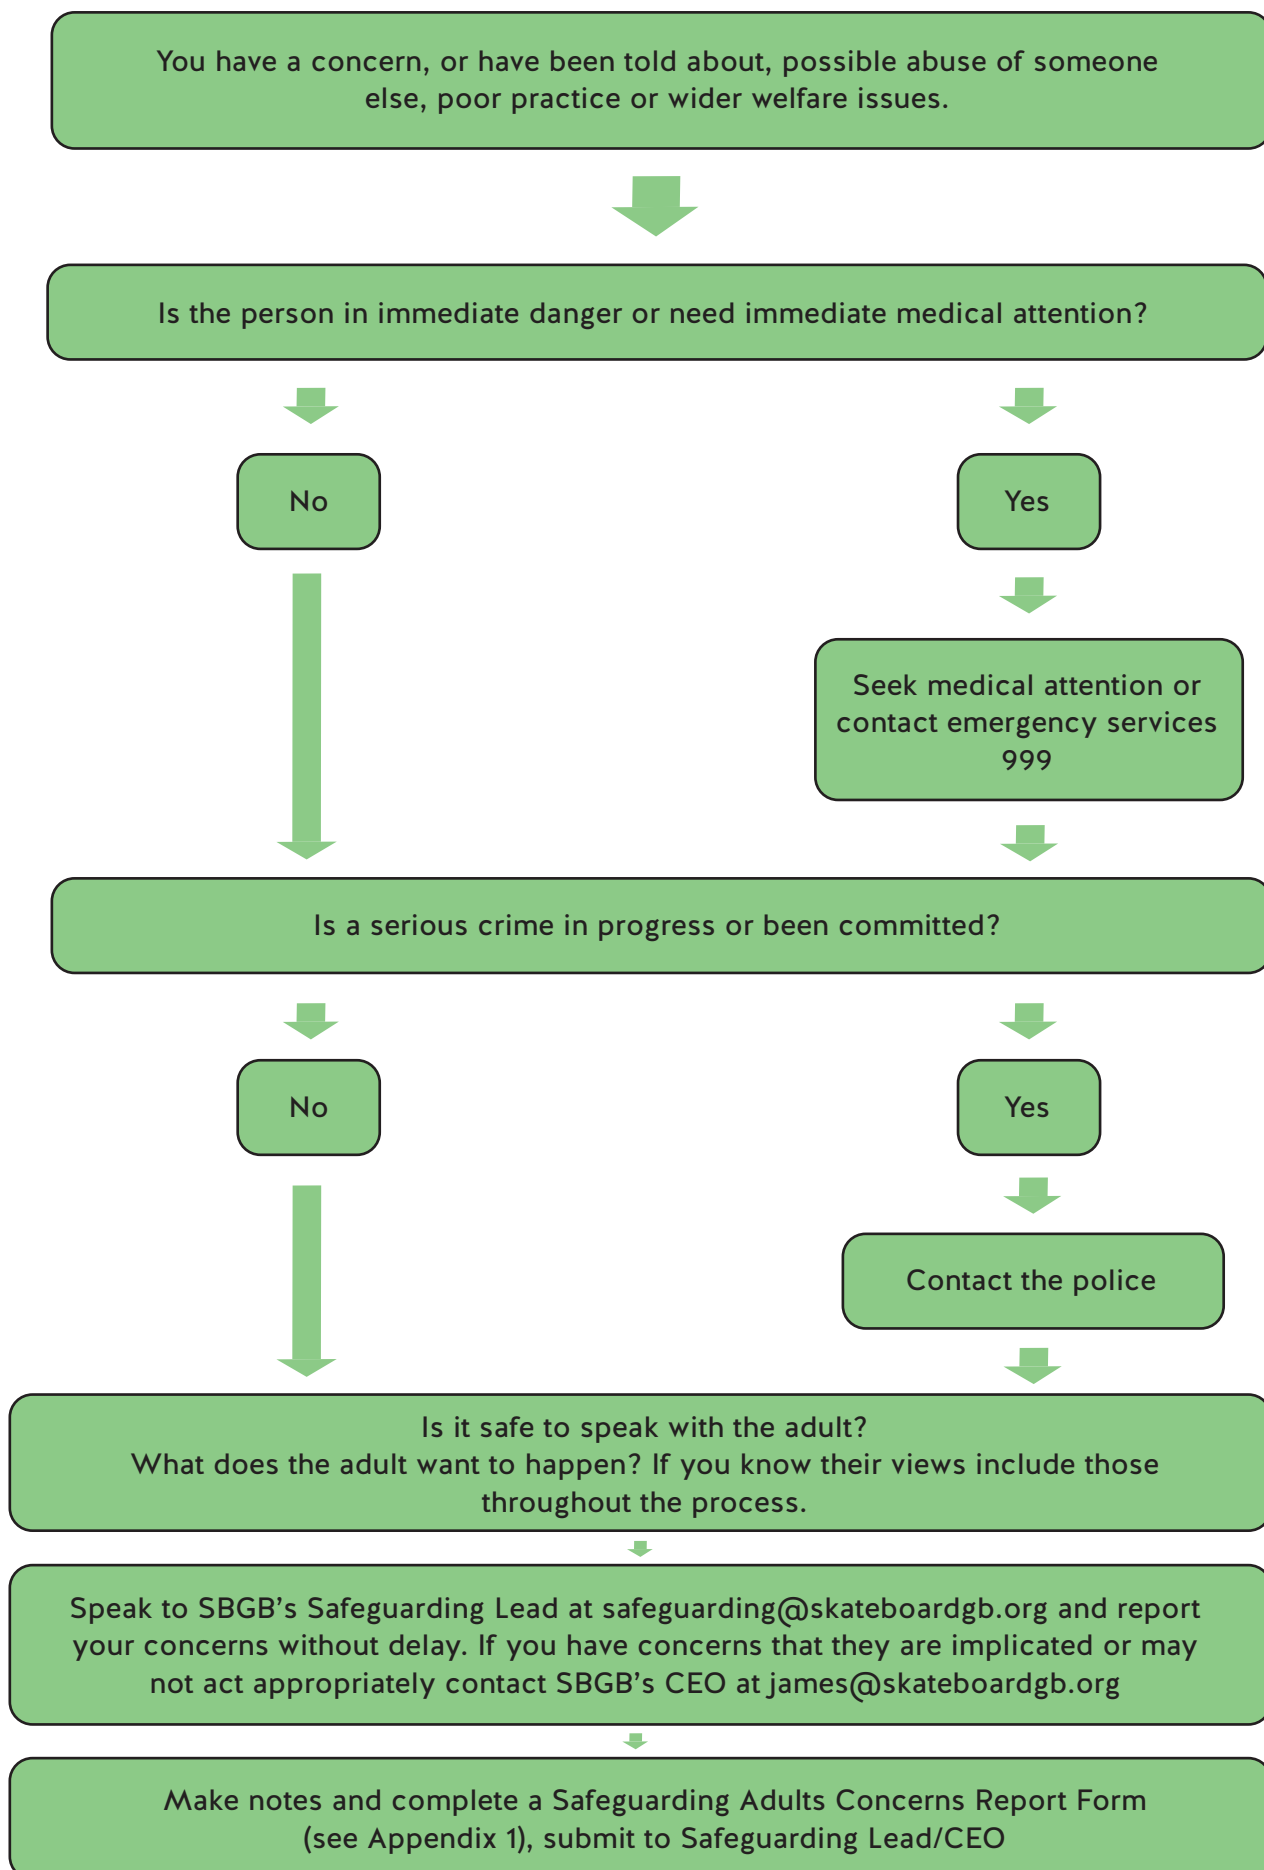 You have a concern, or have been told about, possible abuse of someone
else, poor practice or wider welfare issues.
Is the person in immediate danger or need immediate medical attention?
No
Yes
Seek medical attention or
contact emergency services
999
Is a serious crime in progress or been committed?
No
Yes
Contact the police
Is it safe to speak with the adult?
What does the adult want to happen? If you know their views include those
throughout the process.
Speak to SBGB’s Safeguarding Lead at safeguarding@skateboardgb.org and report
your concerns without delay. If you have concerns that they are implicated or may
not act appropriately contact SBGB’s CEO at james@skateboardgb.org
Make notes and complete a Safeguarding Adults Concerns Report Form
(see Appendix 1), submit to Safeguarding Lead/CEO